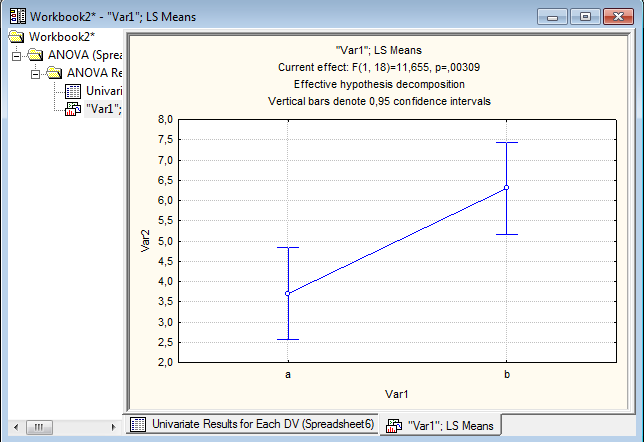 Workbook2* - "Var1"; LS Means
Workbook2*
ANOVA (Sprea
ANOVA Re
Univari
"Var1";
"Var1"; LS Means
Current effect: F(1, 18)=11,655, p=,00309
Effective hypothesis decomposition
Vertical bars denote 0,95 confidence intervals
8,0
7,5
7,0
6,5
6,0
5,5
5,0
4,5
4,0
3,5
3,0
2,5
2,0
Var2
a b
Var1
Univariate Results for Each DV (Spreadsheet6)
"Var1"; LS Means